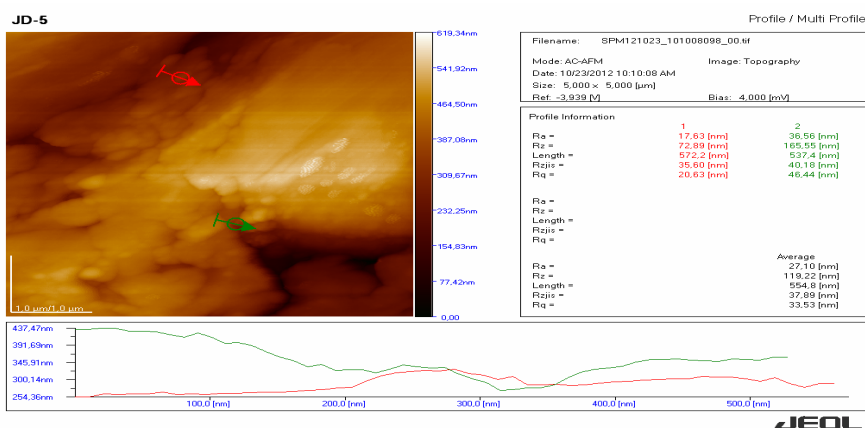 JD-5
Profile / Multi Profile
619,34nm
541,92nm
464,50nm
387,08nm
309,67nm
232,25nm
154,83nm
77,42nm
0,00
1,0 µm/1,0 µm
Filename: SPM121023_101008098_00.tif
Mode: AC-AFM Image: Topography
Date: 10/23/2012 10:10:08 AM
Size: 5,000 × 5,000 [µm]
Ref: -3,939 [V] Bias: 4,000 [mV]
Profile Information
1 2
Ra = 17,63 [nm] 36,56 [nm]
Rz = 72,89 [nm] 165,55 [nm]
Length = 572,2 [nm] 537,4 [nm]
Rzjis = 35,60 [nm] 40,18 [nm]
Rq = 20,63 [nm] 46,44 [nm]
Ra =
Rz =
Length =
Rzjis =
Rq =
Average
Ra = 27,10 [nm]
Rz = 119,22 [nm]
Length = 554,8 [nm]
Rzjis = 37,89 [nm]
Rq = 33,53 [nm]
437,47nm
391,69nm
345,91nm
300,14nm
254,36nm
100,0 [nm] 200,0 [nm] 300,0 [nm] 400,0 [nm] 500,0 [nm]
JEOL